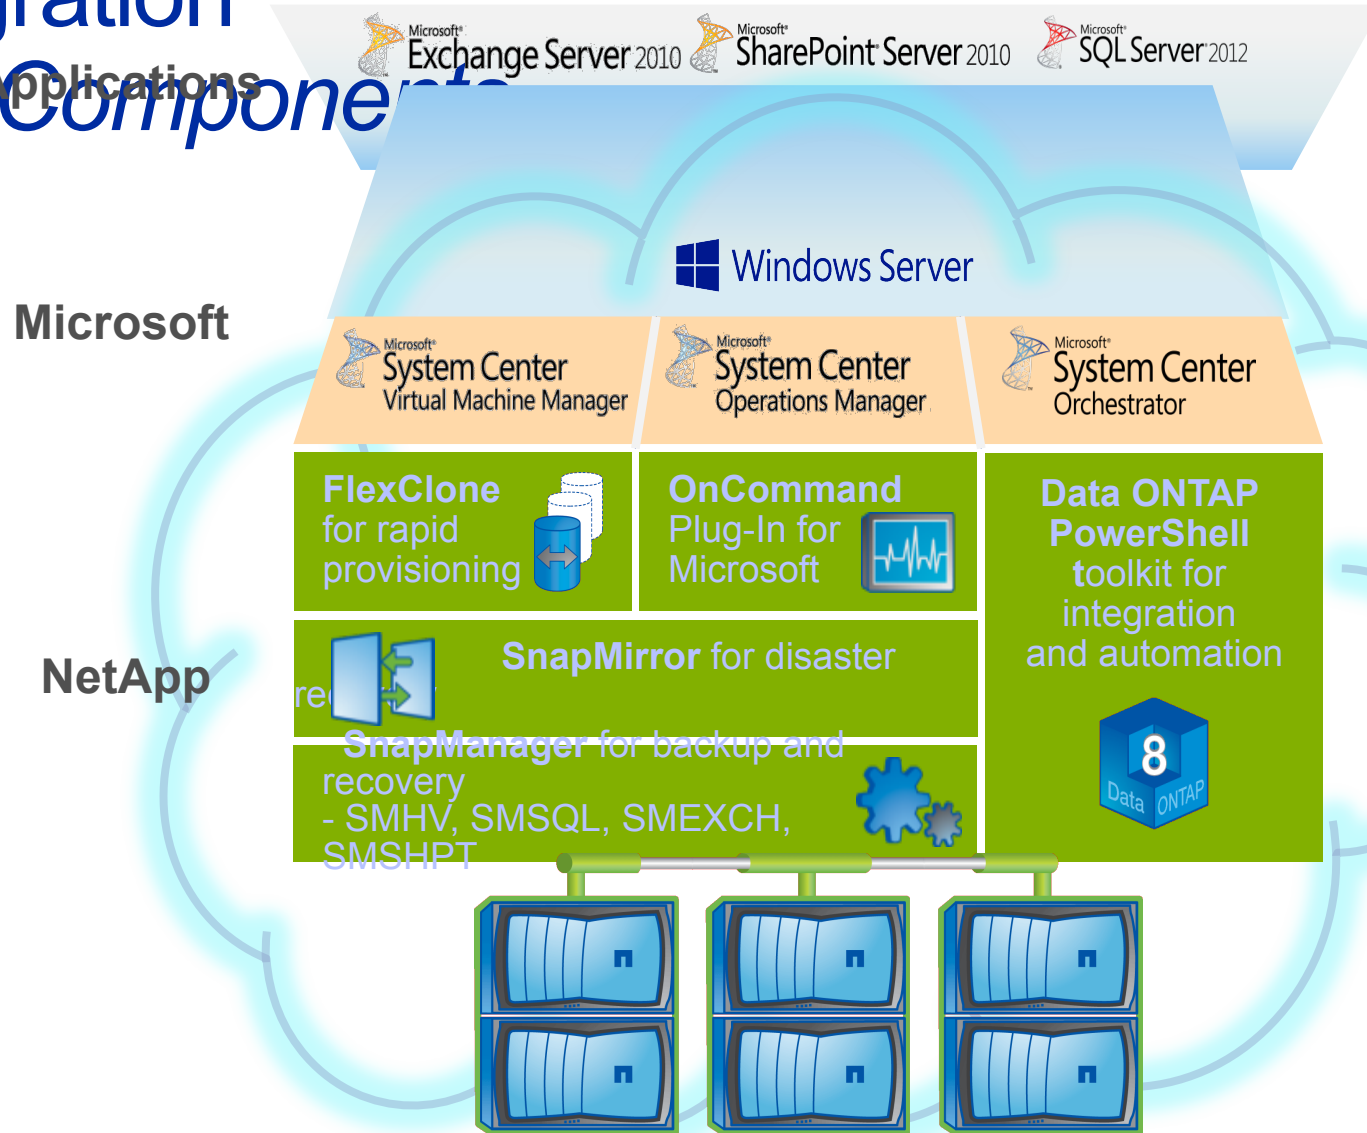 gration
Applications
Components
Microsoft®
Exchange Server 2010
Microsoft®
SharePoint® Server 2010
Microsoft®
SQL Server® 2012
Windows Server
Microsoft
Microsoft®
System Center
Virtual Machine Manager
Microsoft®
System Center
Operations Manager
Microsoft®
System Center
Orchestrator
FlexClone
for rapid
provisioning
OnCommand
Plug-In for
Microsoft
Data ONTAP
PowerShell
toolkit for
integration
and automation
NetApp
SnapMirror for disaster
SnapManager for backup and
recovery
- SMHV, SMSQL, SMEXCH,
SMSHPT
8
Data ONTAP